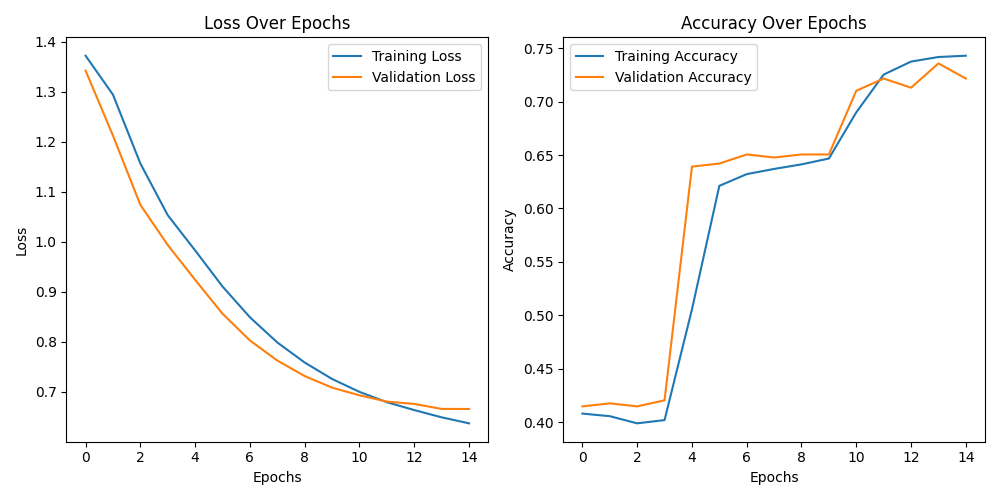 Loss Over Epochs
Training Loss
Validation Loss
1.4
1.3
1.2
1.1
1.0
0.9
0.8
0.7
Loss
0 2 4 6 8 10 12 14
Epochs
Accuracy Over Epochs
Training Accuracy
Validation Accuracy
0.75
0.70
0.65
0.60
0.55
0.50
0.45
0.40
Accuracy
0 2 4 6 8 10 12 14
Epochs